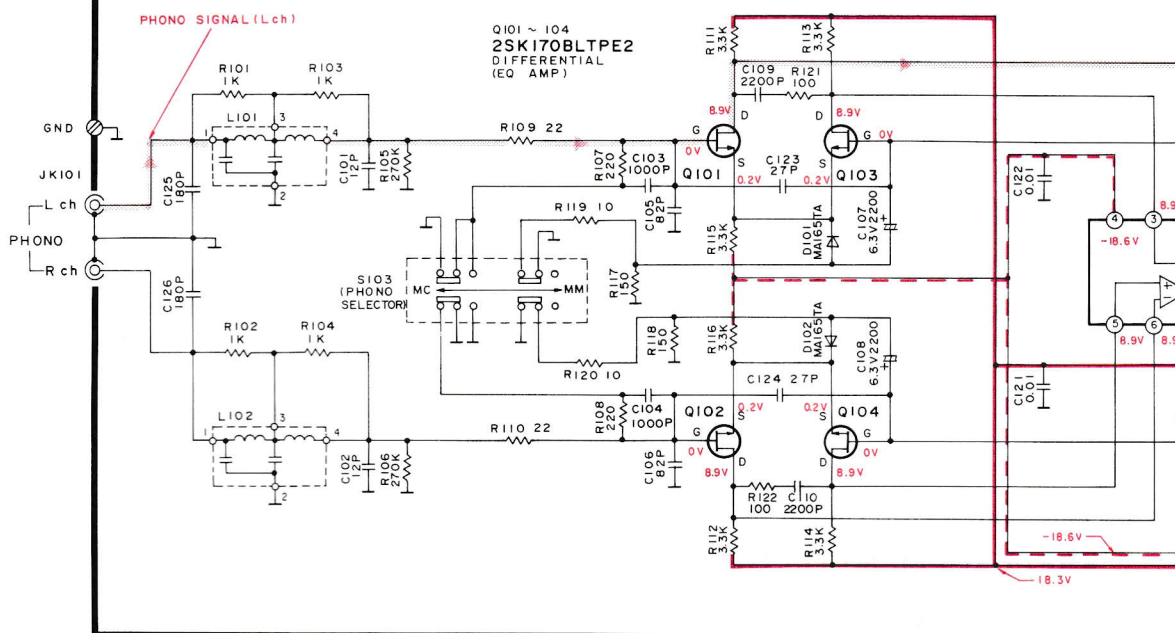 PHONO SIGNAL (Lch)
Q101 ~ 104
2SK170BLTPE2
DIFFERENTIAL
(EQ AMP)
R111
3.3K
R113
3.3K
R101
1K
R103
1K
C109
2200P
R121
100
L101
3
1
4
2
GND
8.9V
D
8.9V
D
R109 22
G
0V
G
0V
JK101
L ch
PHONO
R ch
C125
180P
C101
12P
R105
270K
R107
220
C103
1000P
Q101
S
0.2V
C123
27P
S
0.2V
Q103
C122
0.01
4
3
-18.6V
8.9
C105
82P
R119 10
R115
3.3K
D101
MA165TA
C107
6.3V2200
+
R117
150
S103
(PHONO
SELECTOR)
MC
MM
C126
180P
R102
1K
R104
1K
R118
150
R116
3.3K
D102
MA165TA
C108
6.3V2200
+
R120 10
5
6
8.9V
8.9
+
-
C121
0.01
C124 27P
L102
3
1
4
2
C102
12P
R106
270K
R110 22
R108
220
C104
1000P
C106
82P
Q102
S
0.2V
0.2V
S
Q104
G
0V
G
0V
8.9V
D
D
8.9V
R122
100
C110
2200P
R112
3.3K
R114
3.3K
-18.6V
18.3V